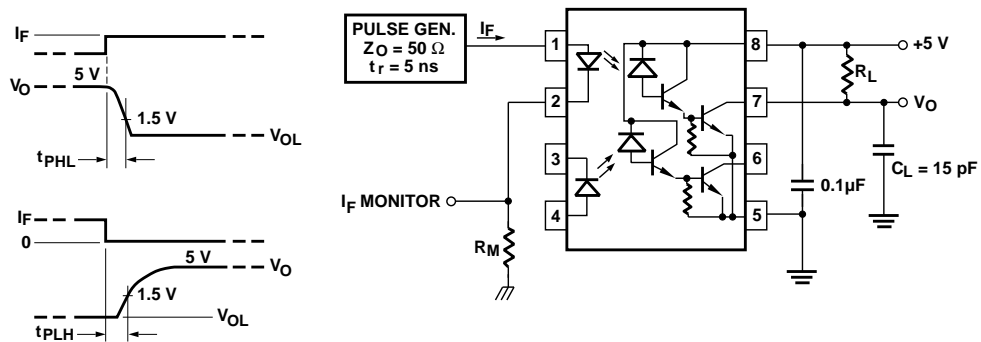 IF
5 V
VO
1.5 V
VOL
tPHL
IF
0
5 V
VO
1.5 V
VOL
tPLH
PULSE GEN.
ZO = 50 Ω
tr = 5 ns
IF
1
2
3
4
8
7
6
5
+5 V
RL
VO
CL = 15 pF
0.1µF
IF MONITOR
RM